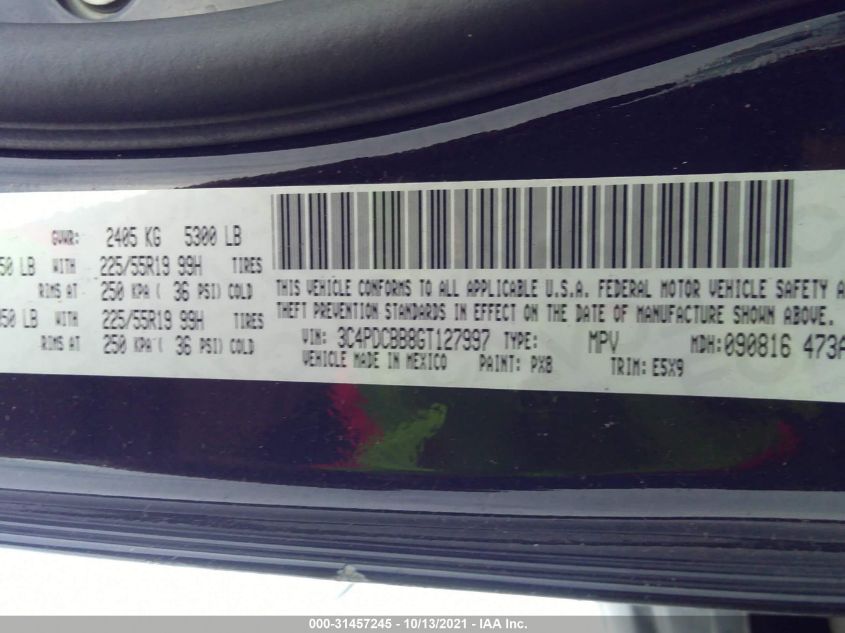 GVWR: 2405 KG 5300 LB
50 LB WITH 225/55R19 99H TIRES
RIMS AT 250 KPA ( 36 PSI) COLD
50 LB WITH 225/55R19 99H TIRES
RIMS AT 250 KPA ( 36 PSI) COLD
THIS VEHICLE CONFORMS TO ALL APPLICABLE U.S.A. FEDERAL MOTOR VEHICLE SAFETY A
THEFT PREVENTION STANDARDS IN EFFECT ON THE DATE OF MANUFACTURE SHOWN ABOVE.
VIN: 3C4PDCBB8GT127997 TYPE: MPV MDH: 090816 473A
VEHICLE MADE IN MEXICO PAINT: PX8 TRIM: E5X9
000-31457245 - 10/13/2021 - IAA Inc.